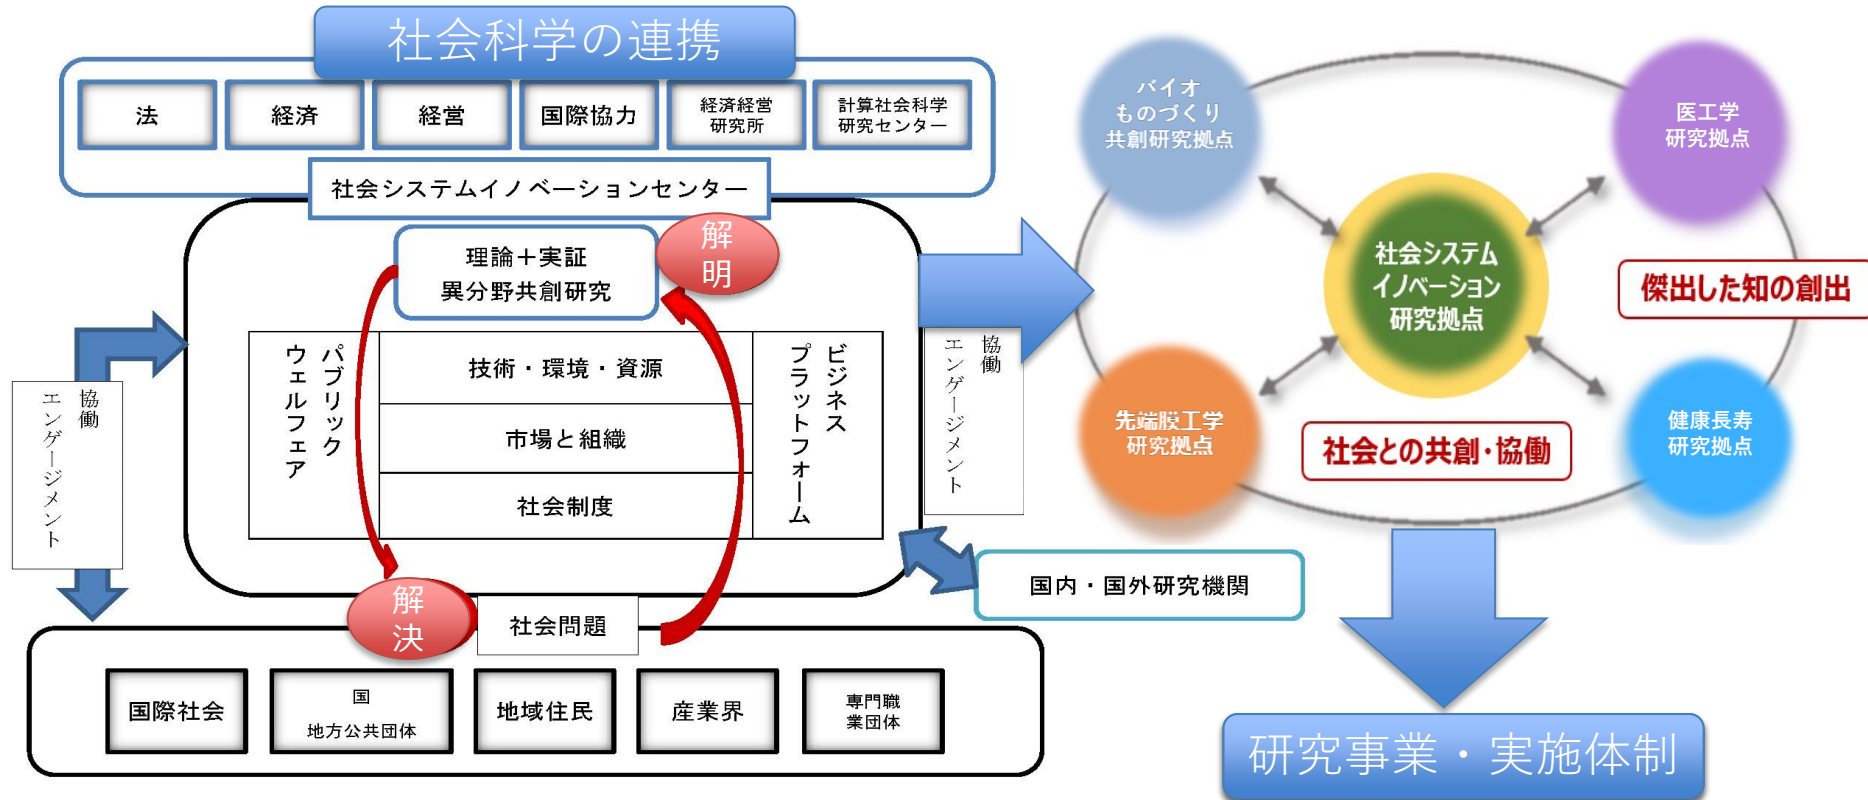 社会科学の連携
法
経済
経営
国際協力
経済経営
研究所
計算社会科学
研究センター
社会システムイノベーションセンター
理論＋実証
異分野共創研究
解
明
パブリック
ウェルフェア
技術・環境・資源
市場と組織
社会制度
ビジネス
プラットフォーム
協働
エンゲージメント
協働
エンゲージメント
国内・国外研究機関
解
決
社会問題
国際社会
国
地方公共団体
地域住民
産業界
専門職
業団体
バイオ
ものづくり
共創研究拠点
医工学
研究拠点
社会システム
イノベーション
研究拠点
傑出した知の創出
先端膜工学
研究拠点
社会との共創・協働
健康長寿
研究拠点
研究事業・実施体制